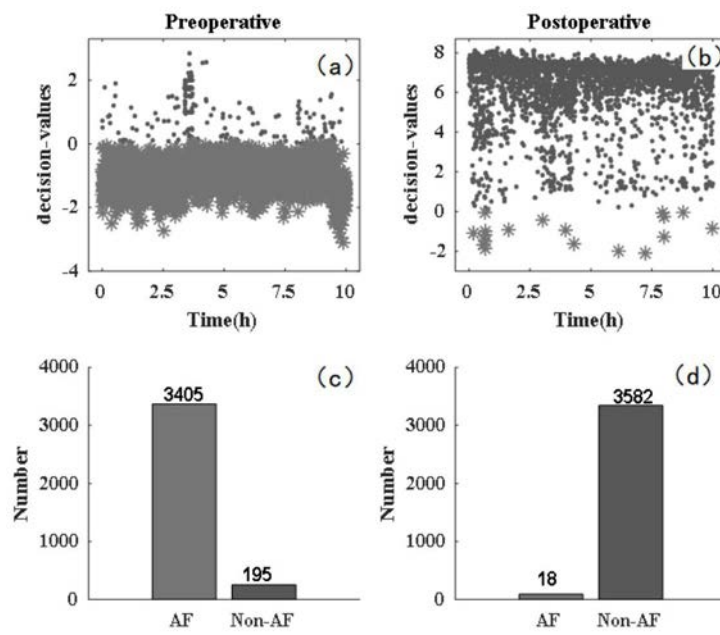 Preoperative
(a)
decision-values
2
0
-2
-4
0
2.5
5
7.5
10
Time(h)
Postoperative
(b)
decision-values
8
6
4
2
0
-2
0
2.5
5
7.5
10
Time(h)
(c)
Number
4000
3000
2000
1000
0
3405
195
AF
Non-AF
(d)
Number
4000
3000
2000
1000
0
18
3582
AF
Non-AF